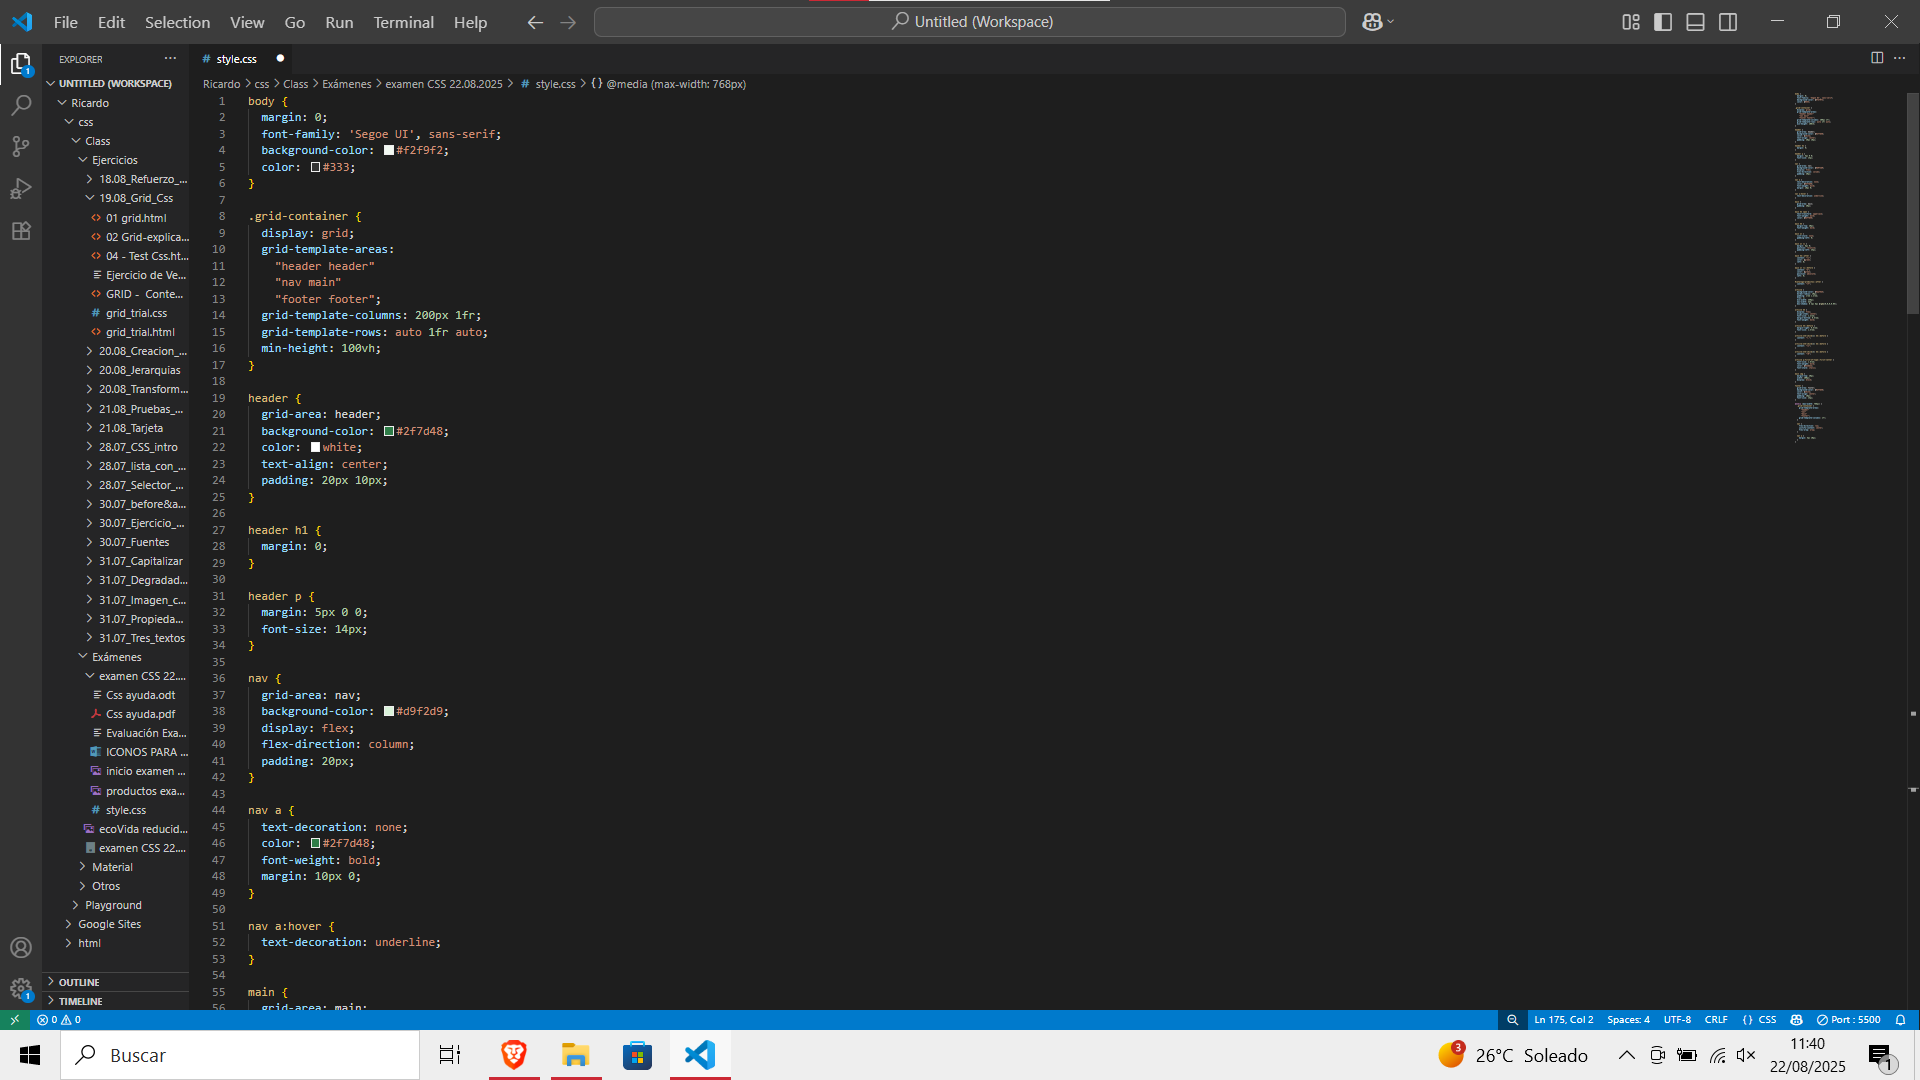 File Edit Selection View Go Run Terminal Help
Untitled (Workspace)
EXPLORER
style.css
UNTITLED (WORKSPACE)
Ricardo
css
Class
Ejercicios
18.08_Refuerzo_...
19.08_Grid_Css
01 grid.html
02 Grid-explica...
04 - Test Css.ht...
Ejercicio de Ve...
GRID - Conte...
grid_trial.css
grid_trial.html
20.08_Creacion_...
20.08_Jerarquias
20.08_Transform...
21.08_Pruebas_...
21.08_Tarjeta
28.07_CSS_intro
28.07_lista_con_...
28.07_Selector_...
30.07_before&a...
30.07_Ejercicio_...
30.07_Fuentes
31.07_Capitalizar
31.07_Degradad...
31.07_Imagen_c...
31.07_Propieda...
31.07_Tres_textos
Exámenes
examen CSS 22....
Css ayuda.odt
Css ayuda.pdf
Evaluación Exa...
ICONOS PARA ...
inicio examen ...
productos exa...
style.css
ecoVida reducid...
examen CSS 22....
Material
Otros
Playground
Google Sites
html
OUTLINE
TIMELINE
Ricardo > css > Class > Exámenes > examen CSS 22.08.2025 > # style.css > {} @media (max-width: 768px)
1 body {
2 margin: 0;
3 font-family: 'Segoe UI', sans-serif;
4 background-color: #f2f9f2;
5 color: #333;
6 }
7
8 .grid-container {
9 display: grid;
10 grid-template-areas:
11 "header header"
12 "nav main"
13 "footer footer";
14 grid-template-columns: 200px 1fr;
15 grid-template-rows: auto 1fr auto;
16 min-height: 100vh;
17 }
18
19 header {
20 grid-area: header;
21 background-color: #2f7d48;
22 color: white;
23 text-align: center;
24 padding: 20px 10px;
25 }
26
27 header h1 {
28 margin: 0;
29 }
30
31 header p {
32 margin: 5px 0 0;
33 font-size: 14px;
34 }
35
36 nav {
37 grid-area: nav;
38 background-color: #d9f2d9;
39 display: flex;
40 flex-direction: column;
41 padding: 20px;
42 }
43
44 nav a {
45 text-decoration: none;
46 color: #2f7d48;
47 font-weight: bold;
48 margin: 10px 0;
49 }
50
51 nav a:hover {
52 text-decoration: underline;
53 }
54
55 main {
56 grid-area: main;
0 0
Ln 175, Col 2 Spaces: 4 UTF-8 CRLF {} CSS Port : 5500
Buscar
3 26°C Soleado
11:40
22/08/2025
1